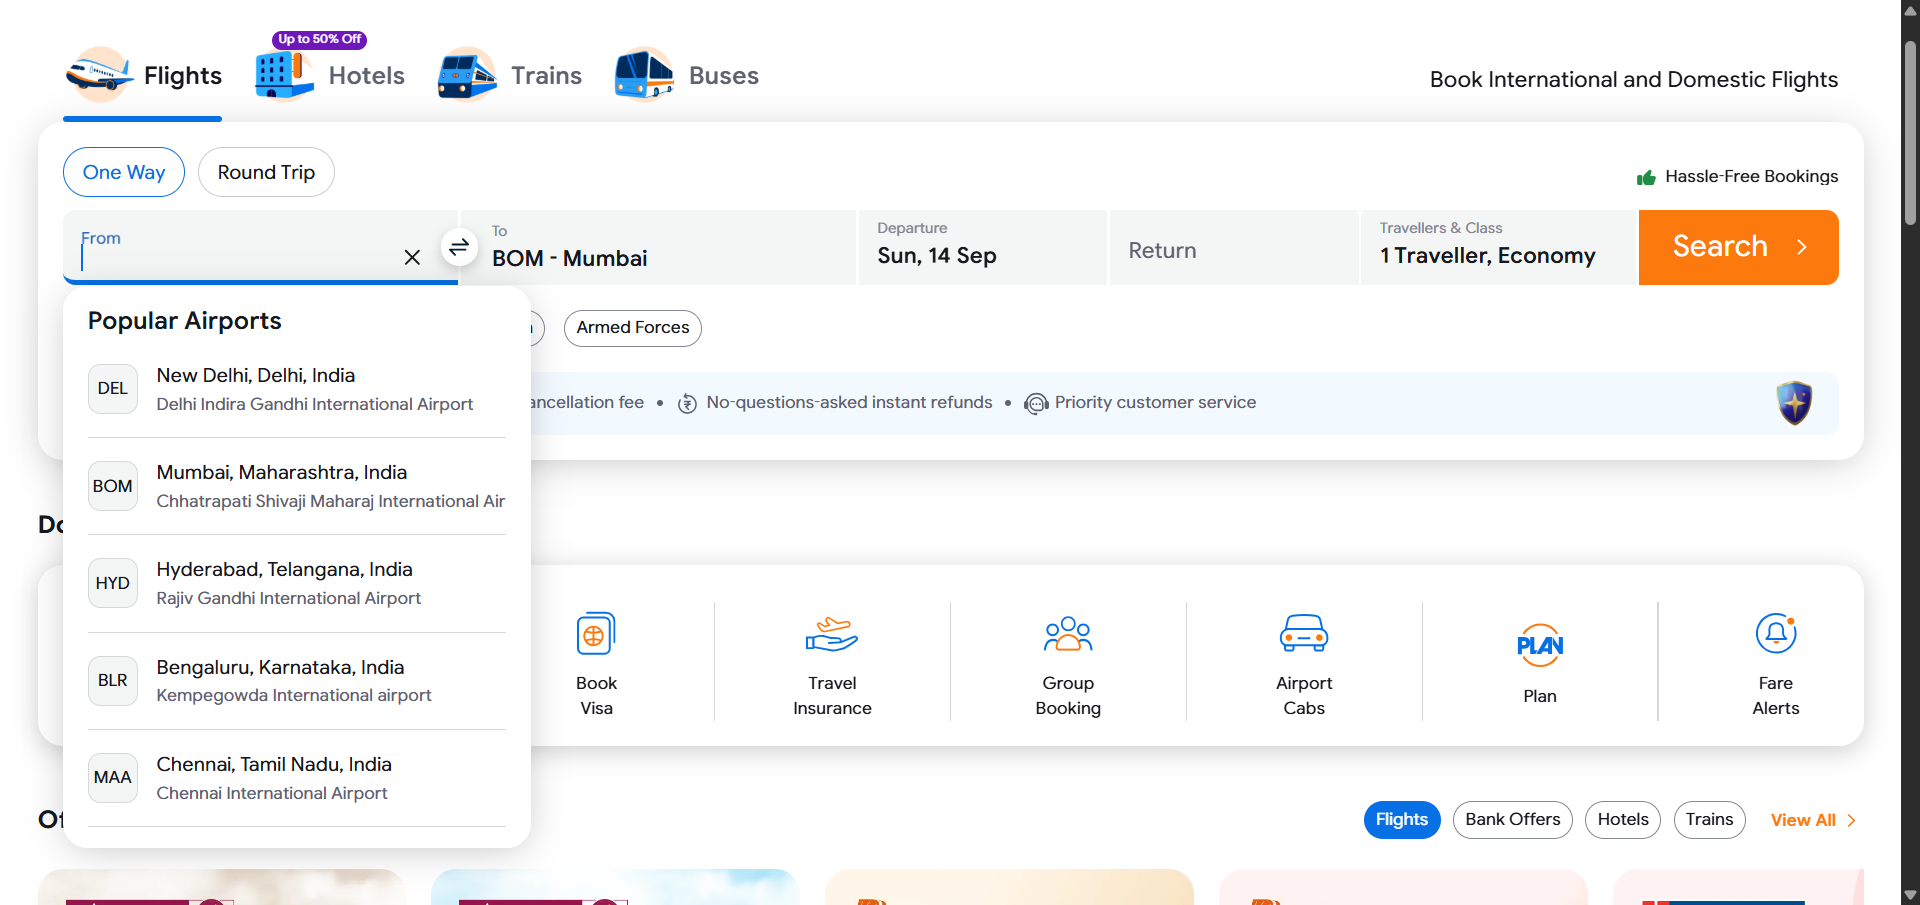 Up to 50% Off
Flights
Hotels
Trains
Buses
Book International and Domestic Flights
One Way
Round Trip
Hassle-Free Bookings
From
To
BOM - Mumbai
Departure
Sun, 14 Sep
Return
Travellers & Class
1 Traveller, Economy
Search
Popular Airports
Armed Forces
DEL
New Delhi, Delhi, India
Delhi Indira Gandhi International Airport
ancellation fee • No-questions-asked instant refunds • Priority customer service
BOM
Mumbai, Maharashtra, India
Chhatrapati Shivaji Maharaj International Air
HYD
Hyderabad, Telangana, India
Rajiv Gandhi International Airport
BLR
Bengaluru, Karnataka, India
Kempegowda International airport
MAA
Chennai, Tamil Nadu, India
Chennai International Airport
Book
Visa
Travel
Insurance
Group
Booking
Airport
Cabs
PLAN
Plan
Fare
Alerts
Flights
Bank Offers
Hotels
Trains
View All